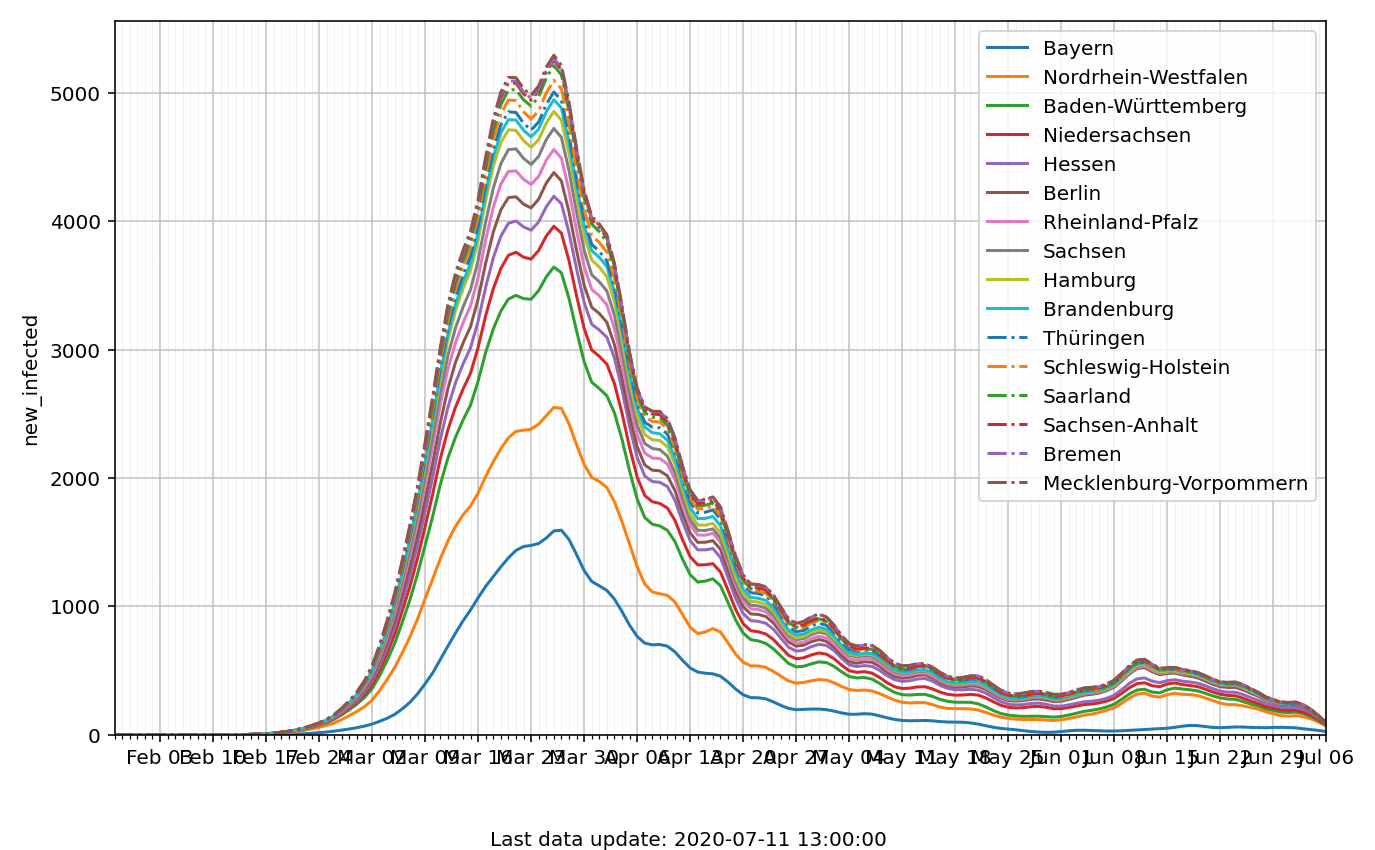 new_infected
5000
4000
3000
2000
1000
0
Bayern
Nordrhein-Westfalen
Baden-Württemberg
Niedersachsen
Hessen
Berlin
Rheinland-Pfalz
Sachsen
Hamburg
Brandenburg
Thüringen
Schleswig-Holstein
Saarland
Sachsen-Anhalt
Bremen
Mecklenburg-Vorpommern
Feb 03 Feb 10 Feb 17 Feb 24 Mar 02 Mar 09 Mar 16 Mar 23 Mar 30 Apr 06 Apr 13 Apr 20 Apr 27 May 04 May 11 May 18 May 25 Jun 01 Jun 08 Jun 15 Jun 22 Jun 29 Jul 06
Last data update: 2020-07-11 13:00:00